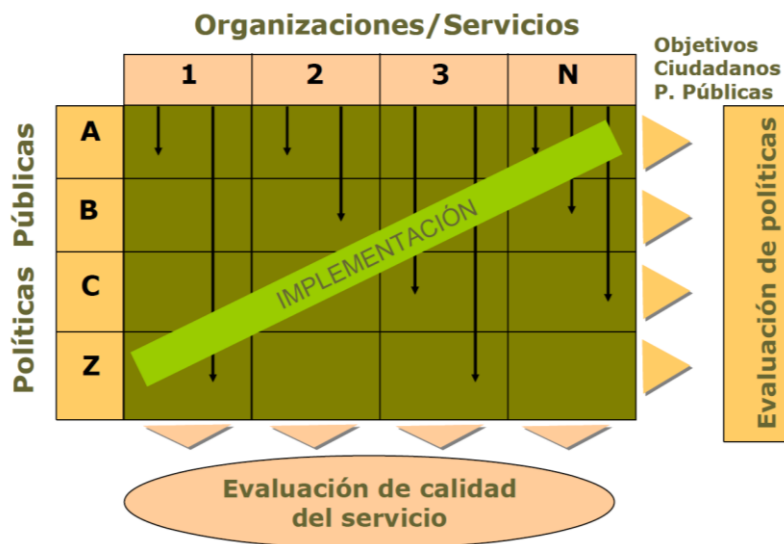 Organizaciones/Servicios
Objetivos
Ciudadanos
P. Públicas
1 2 3 N
Políticas Públicas
A
B
C
Z
IMPLEMENTACIÓN
Evaluación de políticas
Evaluación de calidad
del servicio